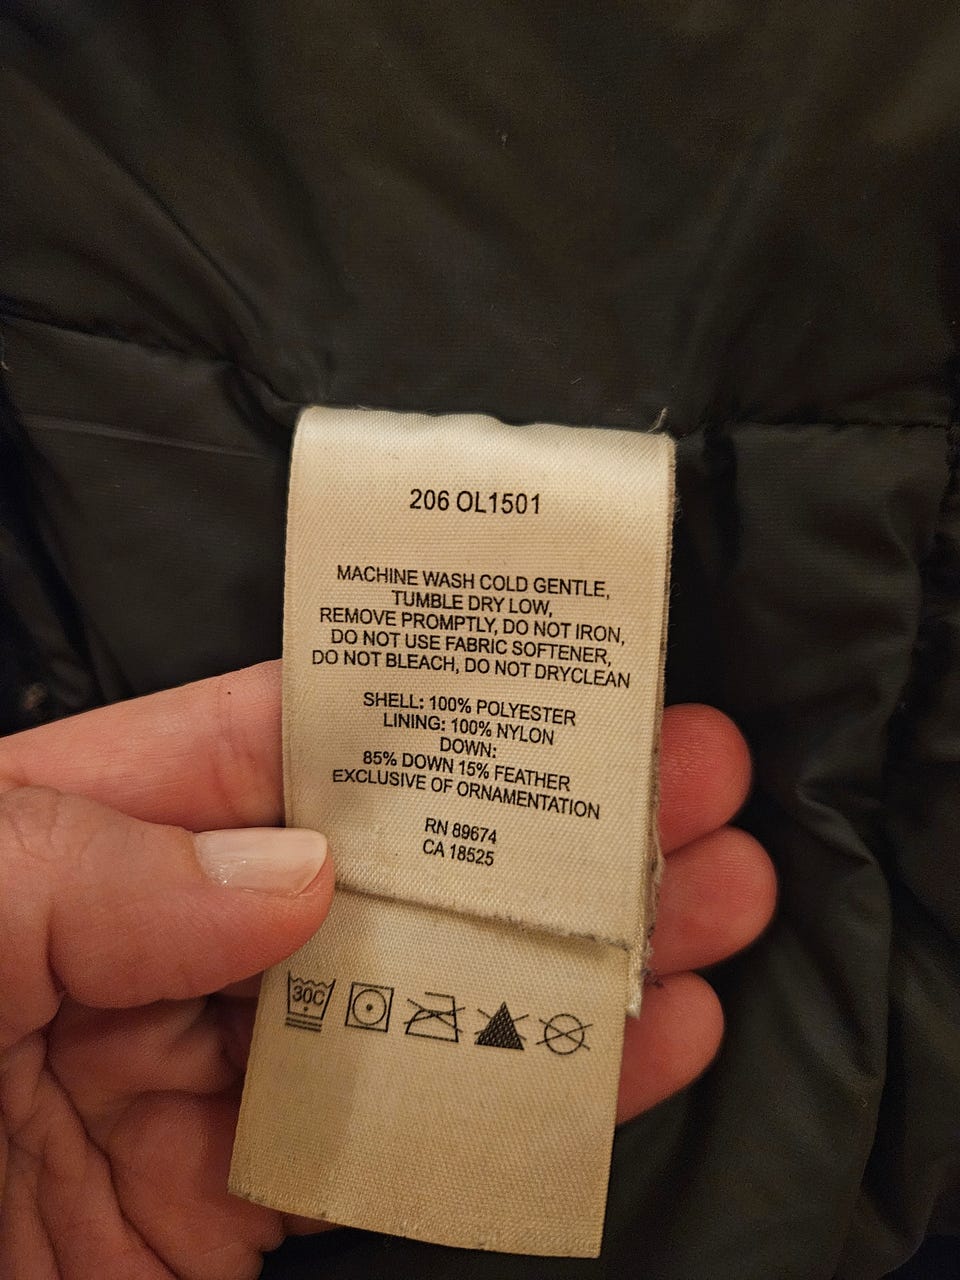 206 OL1501
MACHINE WASH COLD GENTLE,
TUMBLE DRY LOW,
REMOVE PROMPTLY, DO NOT IRON,
DO NOT USE FABRIC SOFTENER,
DO NOT BLEACH, DO NOT DRYCLEAN
SHELL: 100% POLYESTER
LINING: 100% NYLON
DOWN:
85% DOWN 15% FEATHER
EXCLUSIVE OF ORNAMENTATION
RN 89674
CA 18525
30C